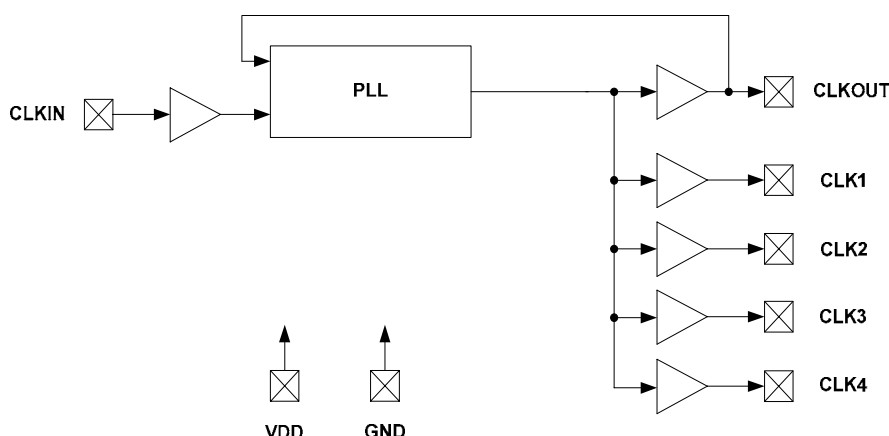 PLL
CLKIN
CLKOUT
CLK1
CLK2
CLK3
CLK4
VDD
GND